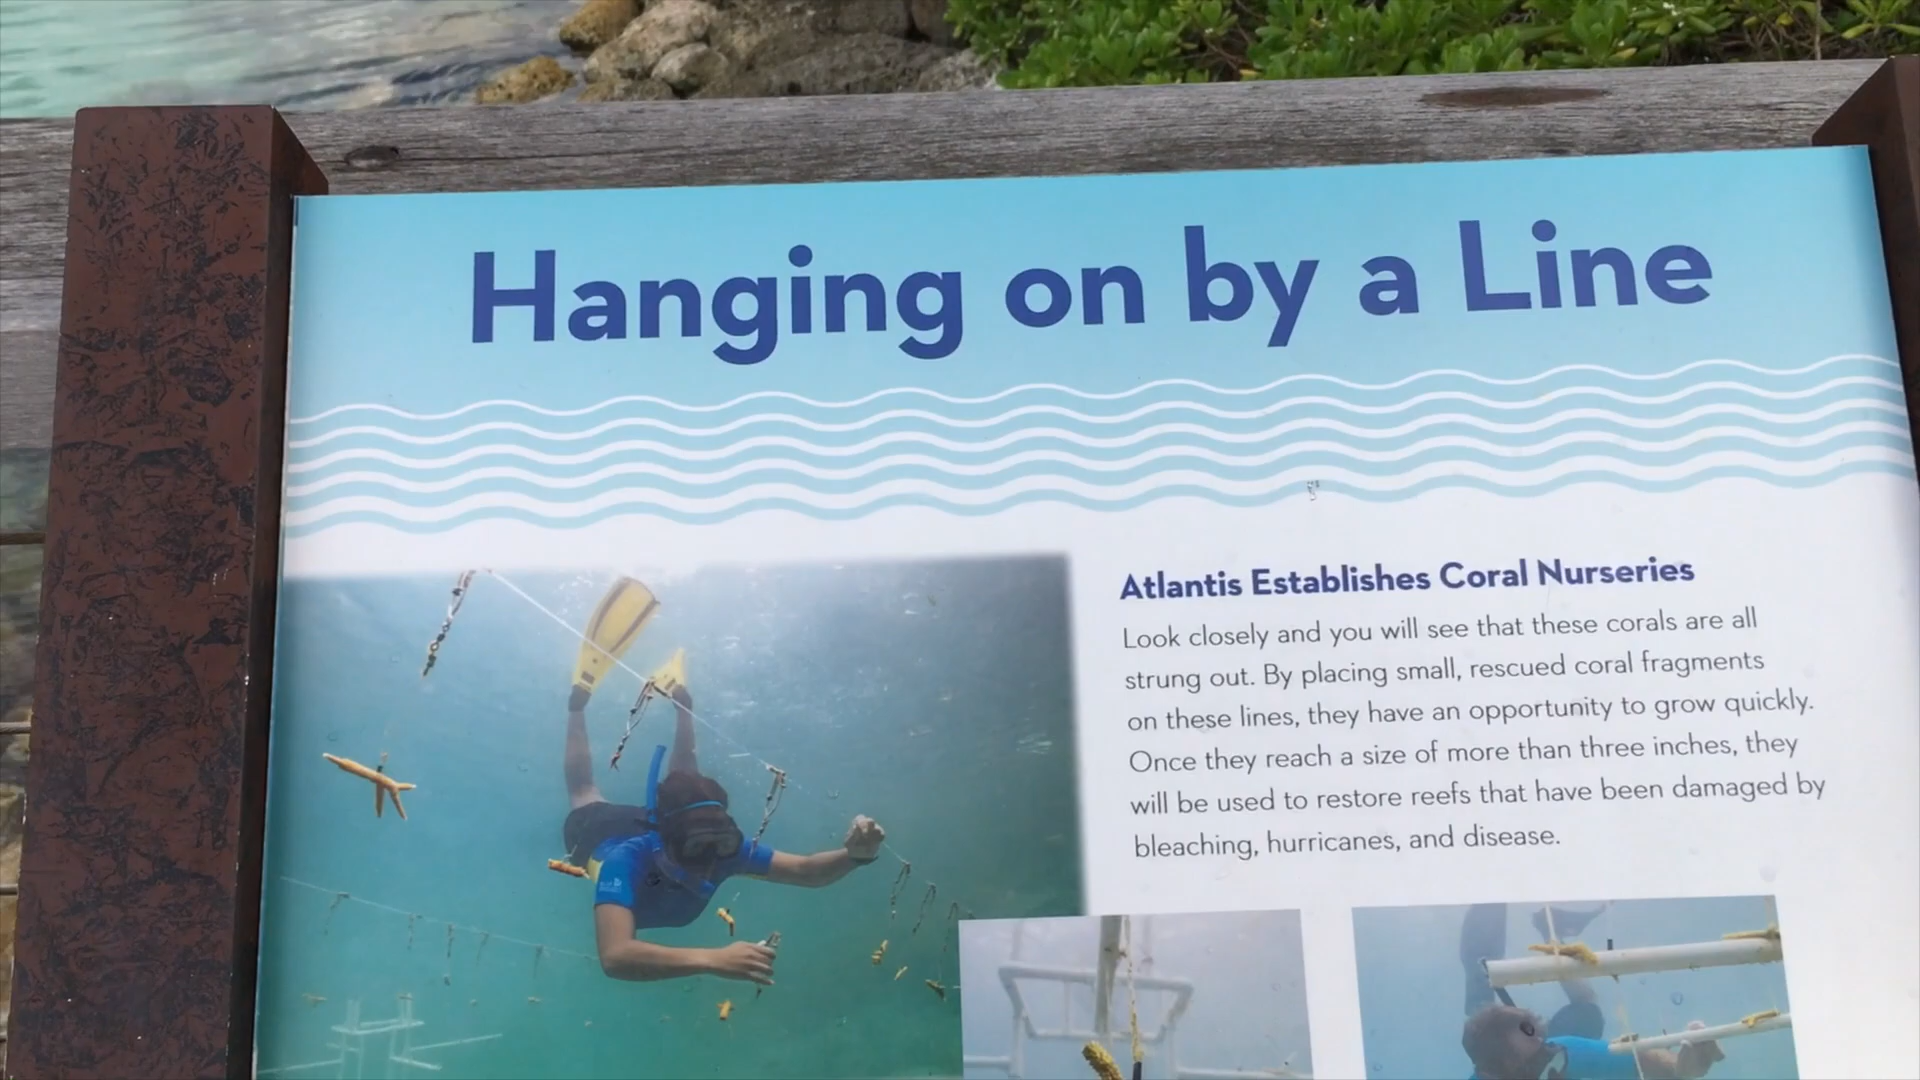 Hanging on by a Line
Atlantis Establishes Coral Nurseries
Look closely and you will see that these corals are all
strung out. By placing small, rescued coral fragments
on these lines, they have an opportunity to grow quickly.
Once they reach a size of more than three inches, they
will be used to restore reefs that have been damaged by
bleaching, hurricanes, and disease.